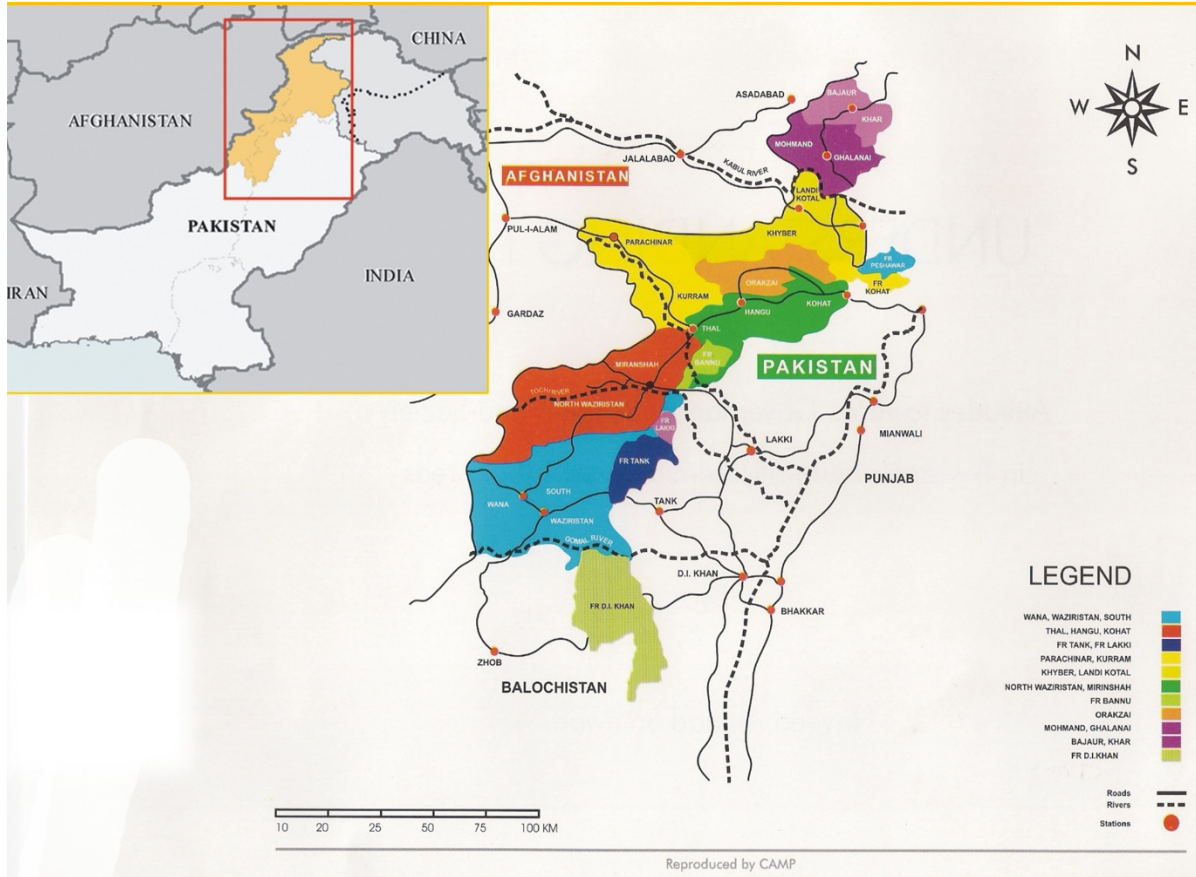 CHINA
AFGHANISTAN
PAKISTAN
IRAN
INDIA
N
W
E
S
ASADABAD
BAJAUR
KHAR
MOHMAND
GHALANAI
JALALABAD
KABUL RIVER
AFGHANISTAN
LANDI
KOTAL
PUL-I-ALAM
PARACHINAR
KHYBER
FR
PESHAWAR
FR
KOHAT
ORAKZAI
KURRAM
HANGU
KOHAT
GARDAZ
THAL
FR
BANNU
PAKISTAN
MIRANSHAH
TOCHI RIVER
NORTH WAZIRISTAN
FR
LAKKI
LAKKI
MIANWALI
FR TANK
PUNJAB
WANA
SOUTH
WAZIRISTAN
TANK
GOMAL RIVER
D.I. KHAN
FR D.I. KHAN
BHAKKAR
ZHOB
BALOCHISTAN
LEGEND
WANA, WAZIRISTAN, SOUTH
THAL, HANGU, KOHAT
FR TANK, FR LAKKI
PARACHINAR, KURRAM
KHYBER, LANDI KOTAL
NORTH WAZIRISTAN, MIRINSHAH
FR BANNU
ORAKZAI
MOHMAND, GHALANAI
BAJAUR, KHAR
FR D.I.KHAN
Roads
Rivers
Stations
10 20 25 50 75 100 KM
Reproduced by CAMP